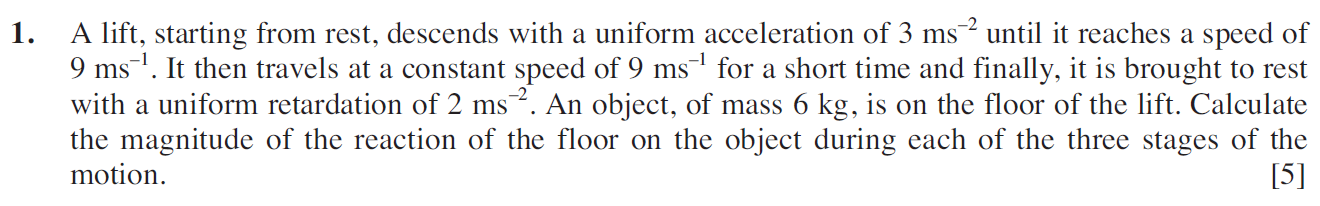 1. A lift, starting from rest, descends with a uniform acceleration of 3 ms⁻² until it reaches a speed of
9 ms⁻¹. It then travels at a constant speed of 9 ms⁻¹ for a short time and finally, it is brought to rest
with a uniform retardation of 2 ms⁻². An object, of mass 6 kg, is on the floor of the lift. Calculate
the magnitude of the reaction of the floor on the object during each of the three stages of the
motion. [5]